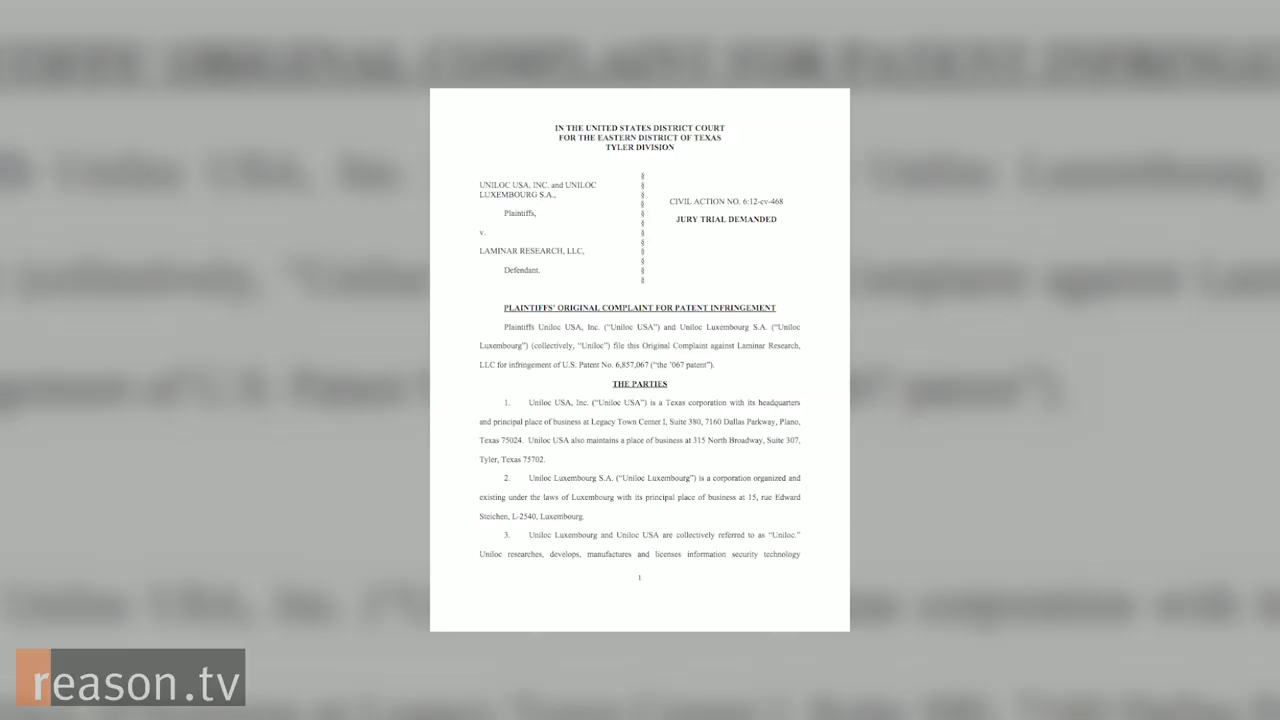 IN THE UNITED STATES DISTRICT COURT
FOR THE EASTERN DISTRICT OF TEXAS
TYLER DIVISION
UNILOC USA, INC. and UNILOC
LUXEMBOURG S.A.,
Plaintiffs,
v.
LAMINAR RESEARCH, LLC,
Defendant.
§
§
§
§
§
§
§
§
§
§
§
§
CIVIL ACTION NO. 6:12-cv-468
JURY TRIAL DEMANDED
PLAINTIFFS' ORIGINAL COMPLAINT FOR PATENT INFRINGEMENT
Plaintiffs Uniloc USA, Inc. (“Uniloc USA”) and Uniloc Luxembourg S.A. (“Uniloc
Luxembourg”) (collectively, “Uniloc”) file this Original Complaint against Laminar Research,
LLC for infringement of U.S. Patent No. 6,857,067 (“the ’067 patent”).
THE PARTIES
1. Uniloc USA, Inc. (“Uniloc USA”) is a Texas corporation with its headquarters
and principal place of business at Legacy Town Center I, Suite 380, 7160 Dallas Parkway, Plano,
Texas 75024. Uniloc USA also maintains a place of business at 315 North Broadway, Suite 307,
Tyler, Texas 75702.
2. Uniloc Luxembourg S.A. (“Uniloc Luxembourg”) is a corporation organized and
existing under the laws of Luxembourg with its principal place of business at 15, rue Edward
Steichen, L-2540, Luxembourg.
3. Uniloc Luxembourg and Uniloc USA are collectively referred to as “Uniloc.”
Uniloc researches, develops, manufactures and licenses information security technology
1
reason.tv